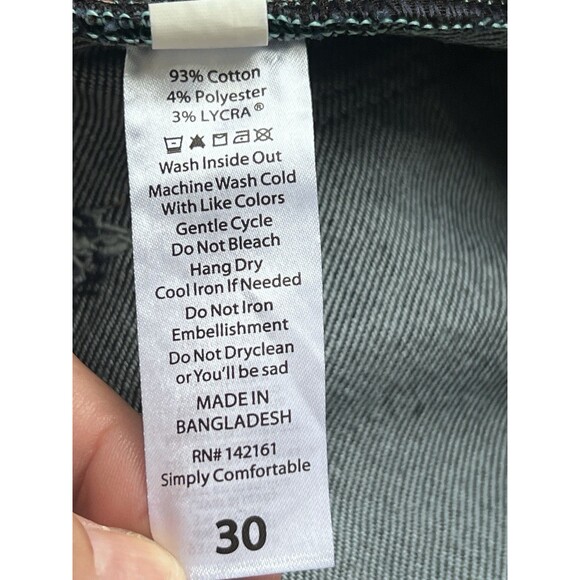 93% Cotton
4% Polyester
3% LYCRA®
Wash Inside Out
Machine Wash Cold
With Like Colors
Gentle Cycle
Do Not Bleach
Hang Dry
Cool Iron If Needed
Do Not Iron
Embellishment
Do Not Dryclean
or You'll be sad
MADE IN
BANGLADESH
RN# 142161
Simply Comfortable
30